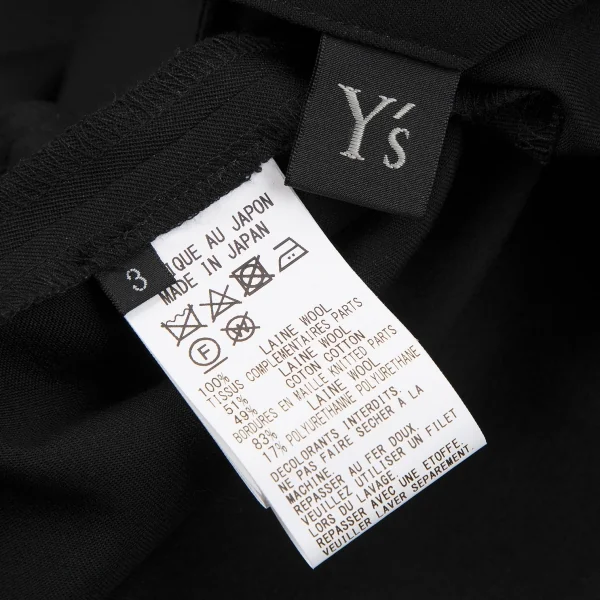 Y's
3
IQUE AU JAPON
MADE IN JAPAN
F
W
100% LAINE WOOL
TISSUS COMPLEMENTAIRES PARTS
51% LAINE WOOL
49% COTON COTTON
BORDURES EN MAILLE KNITTED PARTS
83% LAINE WOOL
17% POLYURETHANNE POLYURETHANE
DECOLORANTS INTERDITS.
NE PAS FAIRE SECHER À LA
MACHINE.
REPASSER AU FER DOUX.
VEUILLEZ UTILISER UN FILET
LORS DU LAVAGE.
REPASSER AVEC UNE ETOFFE.
VEUILLER LAVER SEPAREMENT.